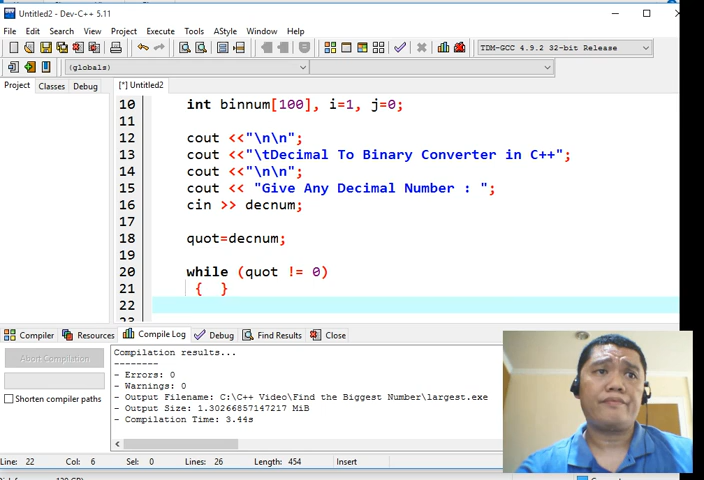 Untitled2 - Dev-C++ 5.11
File Edit Search View Project Execute Tools AStyle Window Help
TDM-GCC 4.9.2 32-bit Release
(globals)
Project Classes Debug
[*] Untitled2
10 int binnum[100], i=1, j=0;
11
12 cout <<"\n\n";
13 cout <<"\tDecimal To Binary Converter in C++";
14 cout <<"\n\n";
15 cout << "Give Any Decimal Number : ";
16 cin >> decnum;
17
18 quot=decnum;
19
20 while (quot != 0)
21 { }
22
Compiler Resources Compile Log Debug Find Results Close
Abort Compilation
Shorten compiler paths
Compilation results...
--------
- Errors: 0
- Warnings: 0
- Output Filename: C:\C++ Video\Find the Biggest Number\largest.exe
- Output Size: 1.30266857147217 MiB
- Compilation Time: 3.44s
Line: 22 Col: 6 Sel: 0 Lines: 26 Length: 454 Insert